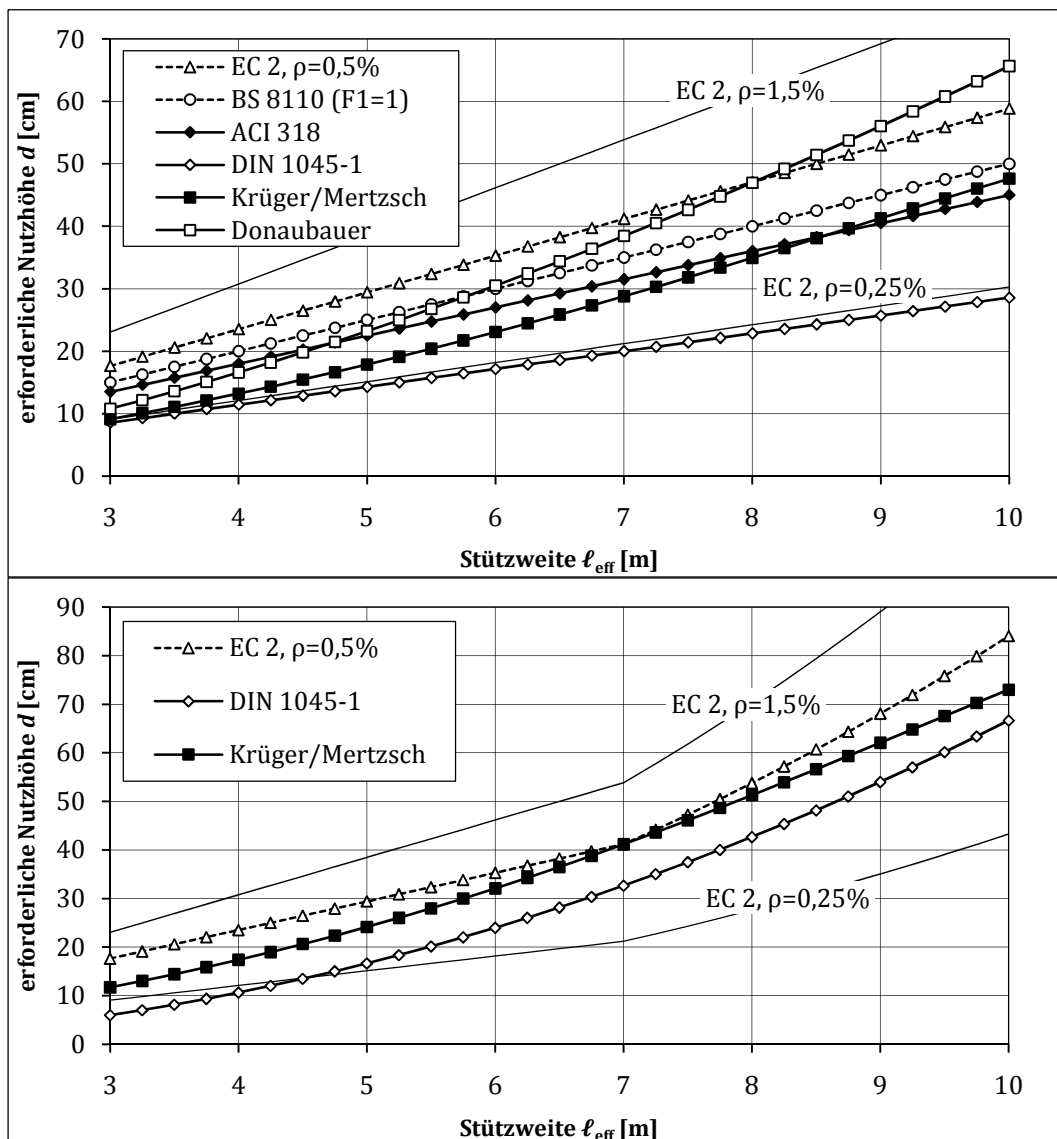 70
60
50
40
30
20
10
0
erforderliche Nutzhöhe d [cm]
EC 2, ρ=0,5%
BS 8110 (F1=1)
ACI 318
DIN 1045-1
Krüger/Mertzsch
Donaubauer
EC 2, ρ=1,5%
EC 2, ρ=0,25%
3 4 5 6 7 8 9 10
Stützweite ℓeff [m]
90
80
70
60
50
40
30
20
10
0
erforderliche Nutzhöhe d [cm]
EC 2, ρ=0,5%
DIN 1045-1
Krüger/Mertzsch
EC 2, ρ=1,5%
EC 2, ρ=0,25%
3 4 5 6 7 8 9 10
Stützweite ℓeff [m]